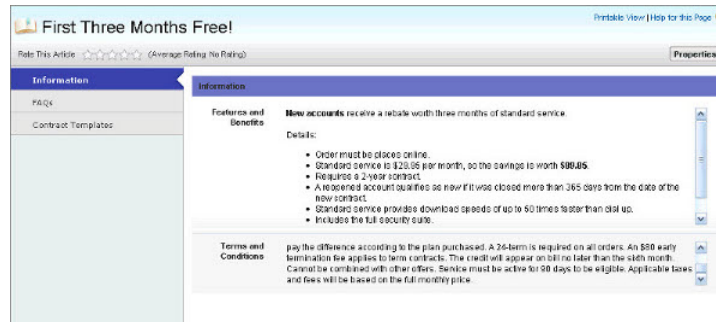 First Three Months Free!
Printable View | Help for this Page
Rate This Article (Average Rating: No Rating)
Properties
Information
FAQs
Contract Templates
Information
Features and Benefits
New accounts receive a rebate worth three months of standard service.
Details:
• Order must be places online.
• Standard service is $29.95 per month, so the savings is worth $89.85.
• Requires a 2-year contract.
• A reopened account qualifies as new if it was closed more than 365 days from the date of the
new contract.
• Standard service provides download speeds of up to 50 times faster than dial up.
• Includes the full security suite.
Terms and Conditions
pay the difference according to the plan purchased. A 24-term is required on all orders. An $80 early
termination fee applies to term contracts. The credit will appear on bill no later than the sixth month.
Cannot be combined with other offers. Service must be active for 90 days to be eligible. Applicable taxes
and fees will be based on the full monthly price.